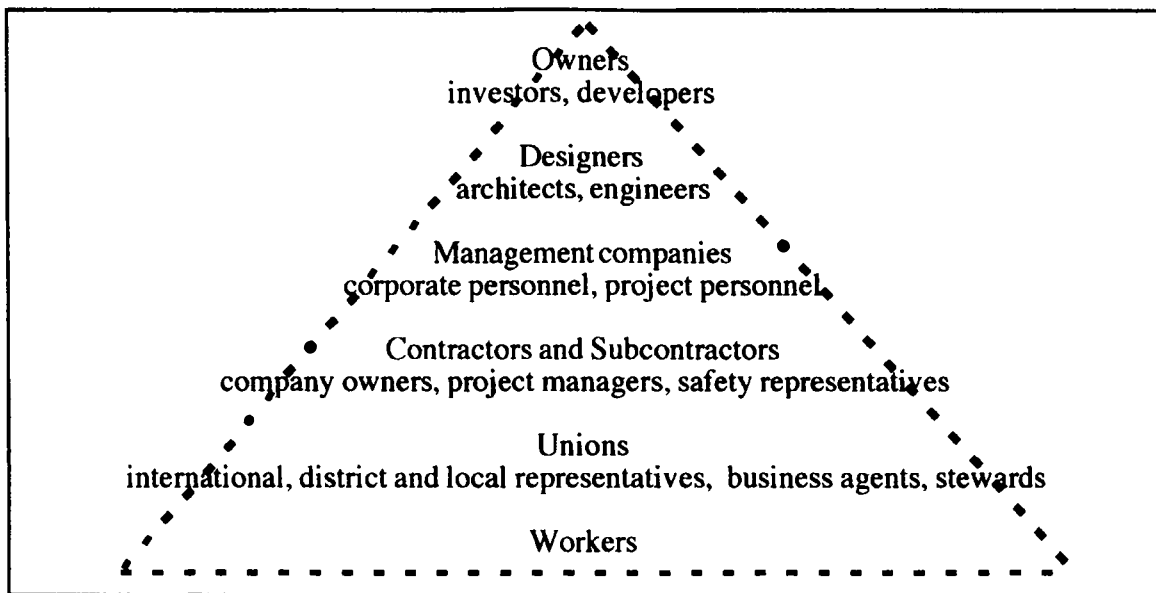 Owners
investors, developers
Designers
architects, engineers
Management companies
corporate personnel, project personnel
Contractors and Subcontractors
company owners, project managers, safety representatives
Unions
international, district and local representatives, business agents, stewards
Workers